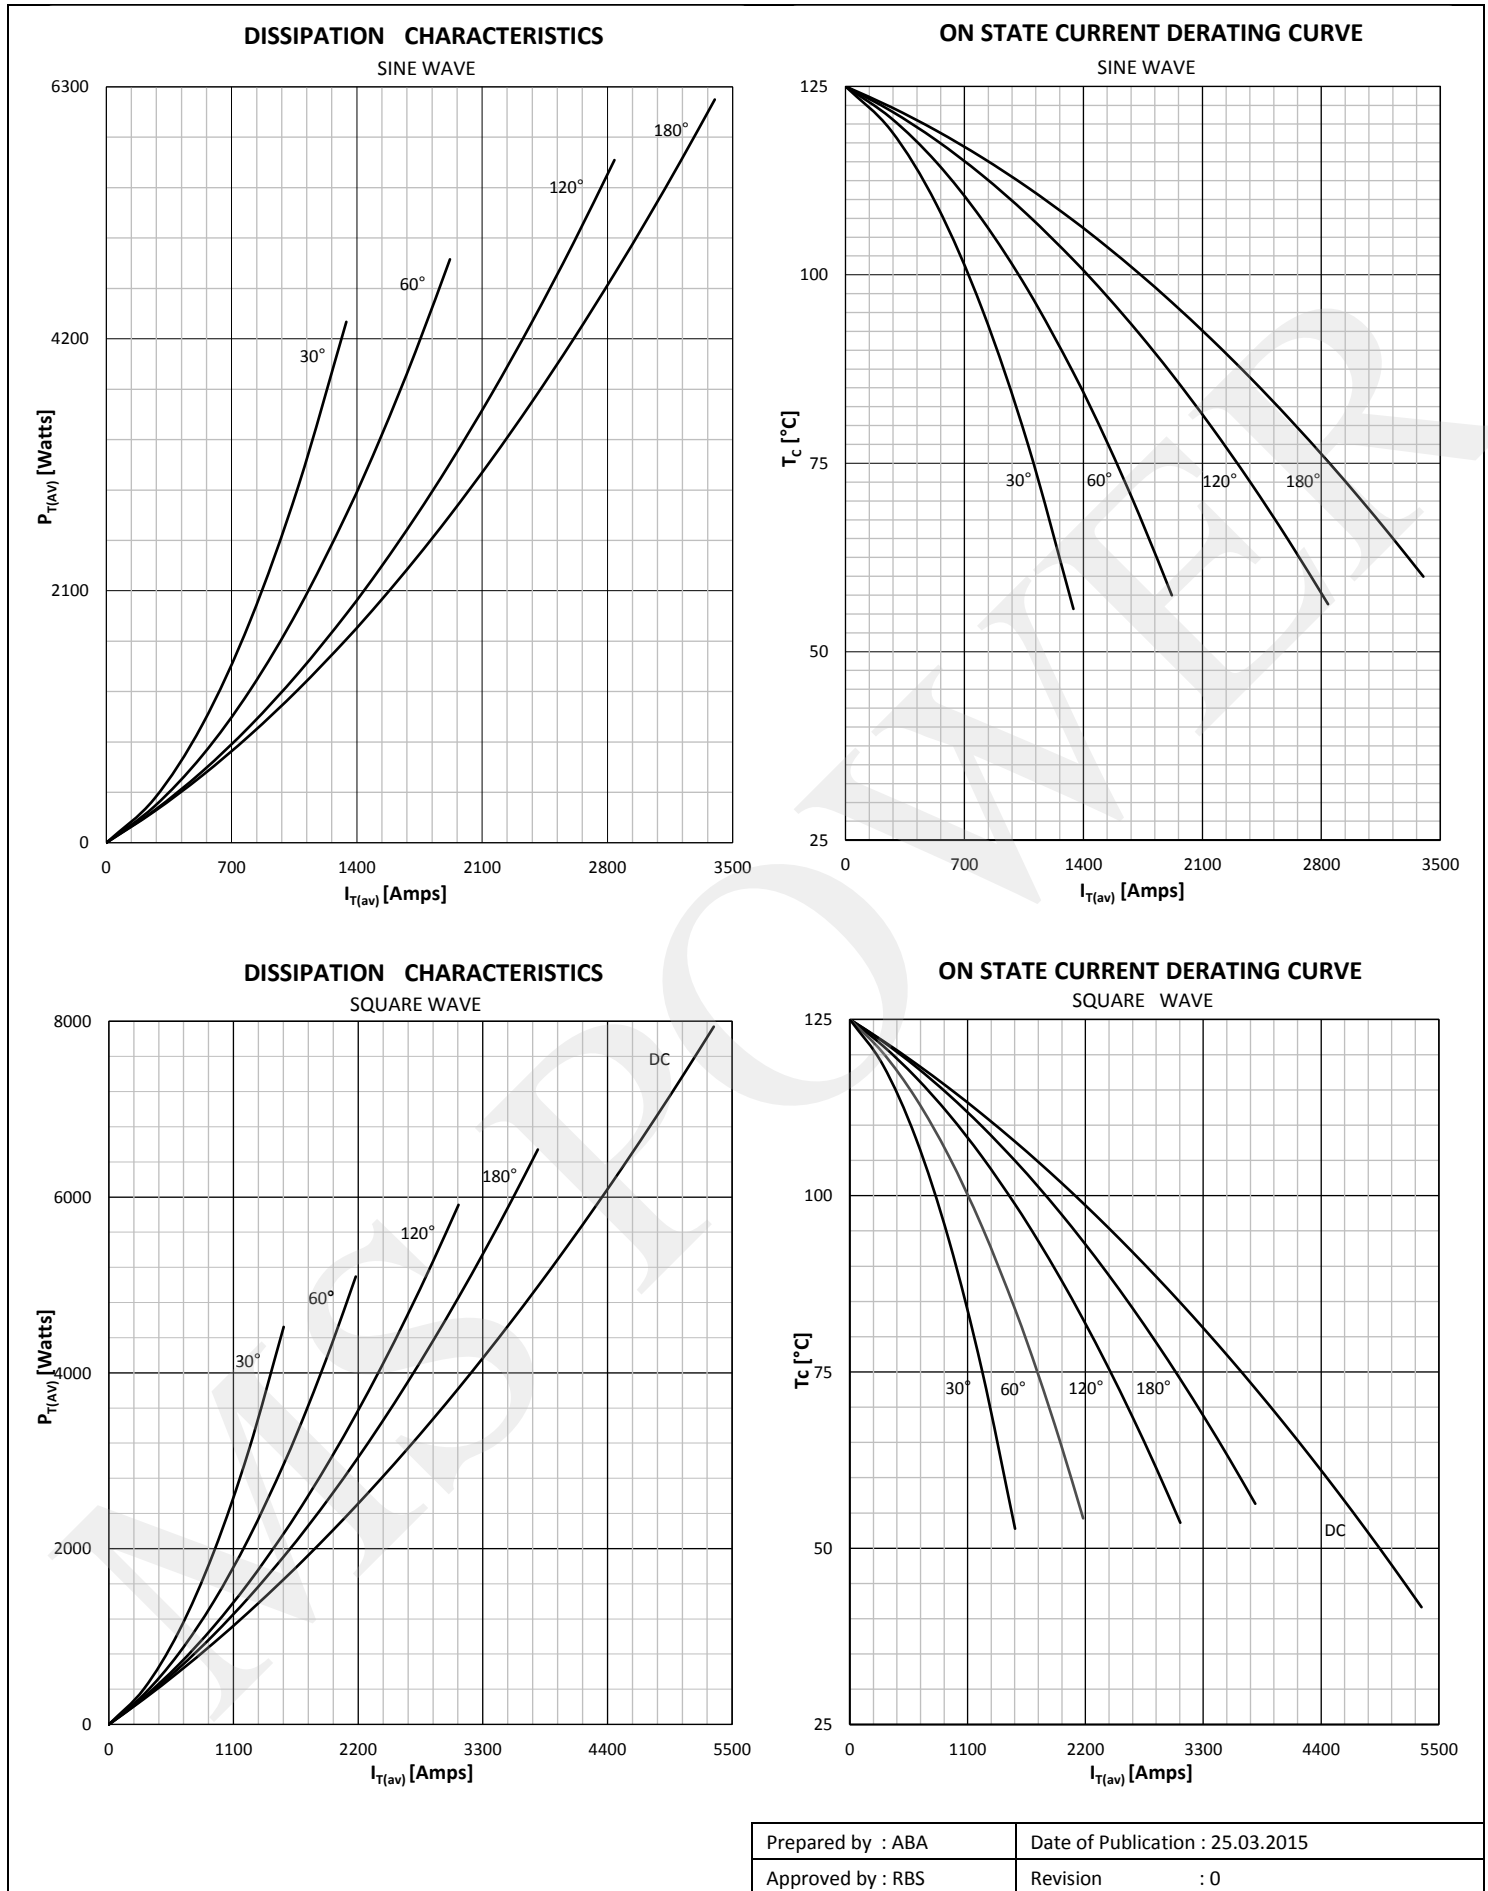 DISSIPATION CHARACTERISTICS
SINE WAVE
6300
4200
2100
0
0 700 1400 2100 2800 3500
30°
60°
120°
180°
P_T(AV) [Watts]
I_T(av) [Amps]
ON STATE CURRENT DERATING CURVE
SINE WAVE
125
100
75
50
25
0 700 1400 2100 2800 3500
30° 60° 120° 180°
T_C [°C]
I_T(av) [Amps]
DISSIPATION CHARACTERISTICS
SQUARE WAVE
8000
6000
4000
2000
0
0 1100 2200 3300 4400 5500
30°
60°
120°
180°
DC
P_T(AV) [Watts]
I_T(av) [Amps]
ON STATE CURRENT DERATING CURVE
SQUARE WAVE
125
100
75
50
25
0 1100 2200 3300 4400 5500
30° 60° 120° 180°
DC
Tc [°C]
I_T(av) [Amps]
MS POWER
Prepared by : ABA
Date of Publication : 25.03.2015
Approved by : RBS
Revision : 0